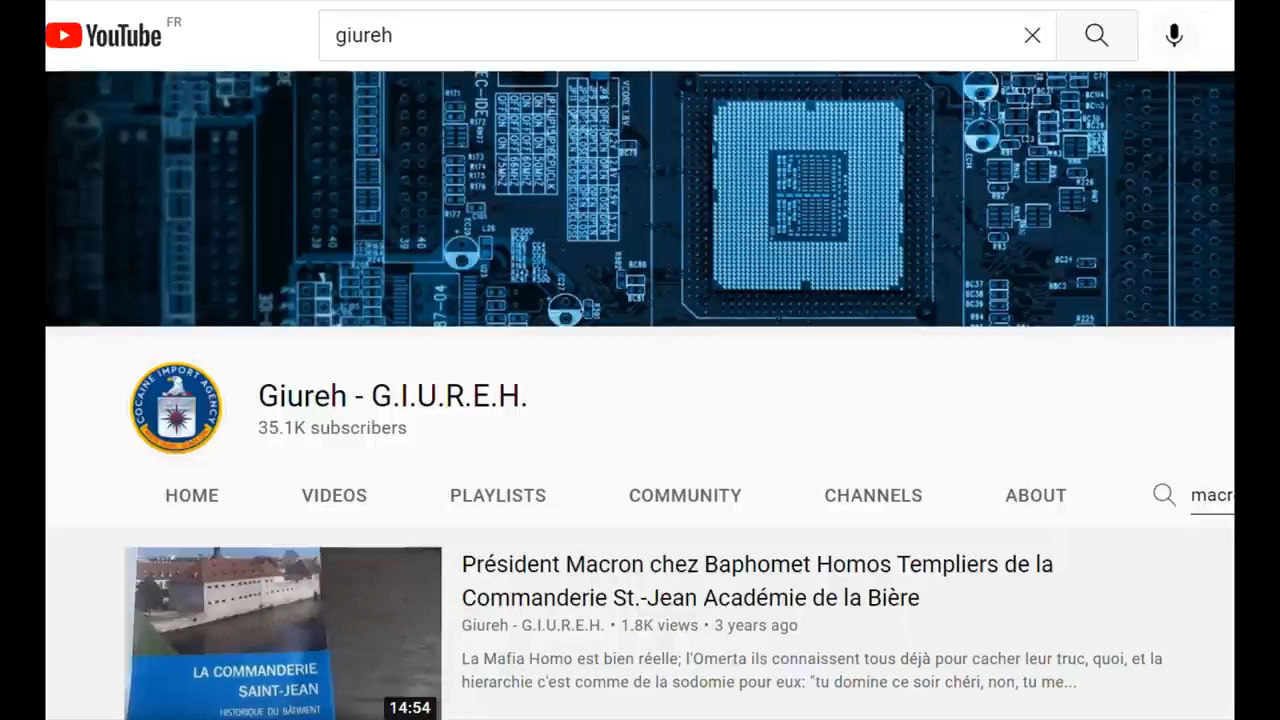 YouTube FR
giureh
COCAINE IMPORT AGENCY
Giureh - G.I.U.R.E.H.
35.1K subscribers
HOME VIDEOS PLAYLISTS COMMUNITY CHANNELS ABOUT macr
Président Macron chez Baphomet Homos Templiers de la
Commanderie St.-Jean Académie de la Bière
Giureh - G.I.U.R.E.H. • 1.8K views • 3 years ago
La Mafia Homo est bien réelle; l'Omerta ils connaissent tous déjà pour cacher leur truc, quoi, et la
hierarchie c'est comme de la sodomie pour eux: "tu domine ce soir chéri, non, tu me...
LA COMMANDERIE
SAINT-JEAN
HISTORIQUE DU BÂTIMENT
14:54